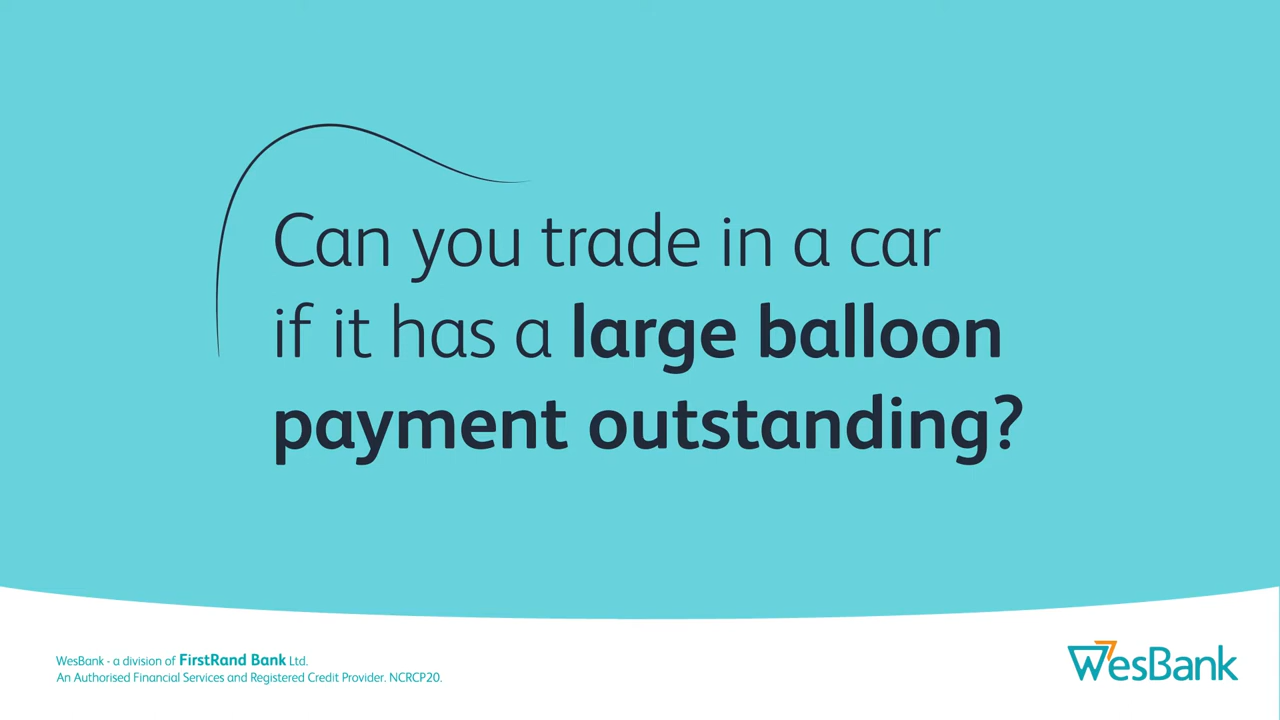 Can you trade in a car
if it has a large balloon
payment outstanding?
WesBank - a division of FirstRand Bank Ltd.
An Authorised Financial Services and Registered Credit Provider. NCRCP20.
WesBank